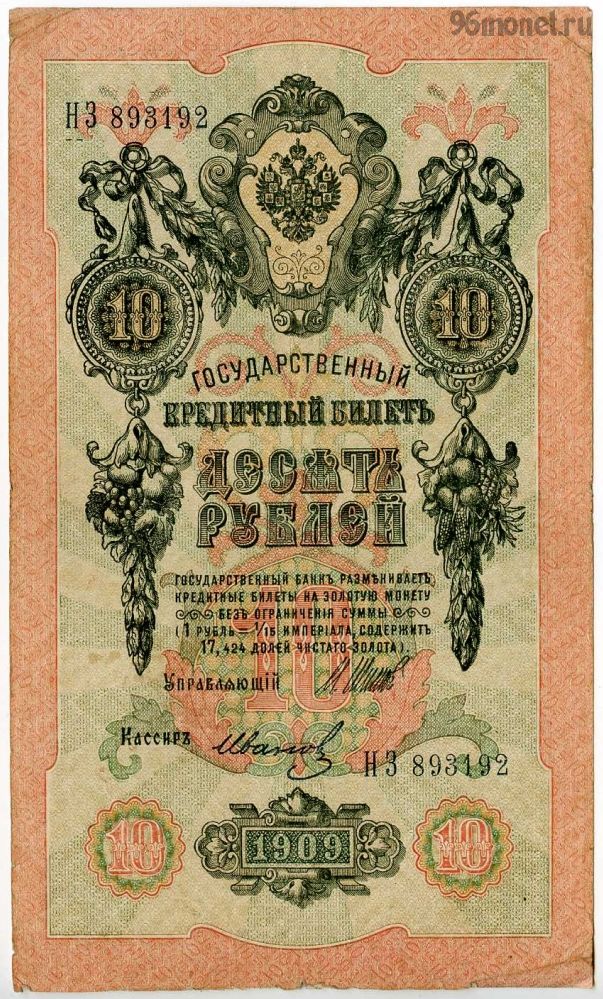 96monet.ru
НЗ 893192
10 10
ГОСУДАРСТВЕННЫЙ
КРЕДИТНЫЙ БИЛЕТЪ
ДЕСЯТЬ
РУБЛЕЙ
ГОСУДАРСТВЕННЫЙ БАНКЪ РАЗМѢНИВАЕТЪ
КРЕДИТНЫЕ БИЛЕТЫ НА ЗОЛОТУЮ МОНЕТУ
БЕЗЪ ОГРАНИЧЕНІЯ СУММЫ
(1 РУБЛЬ = 1/15 ИМПЕРІАЛА, СОДЕРЖИТЪ
17,424 ДОЛЕЙ ЧИСТАГО ЗОЛОТА).
10
УПРАВЛЯЮЩІЙ И.Шипов
КАССИРЪ Иванов
НЗ 893192
10 1909 10